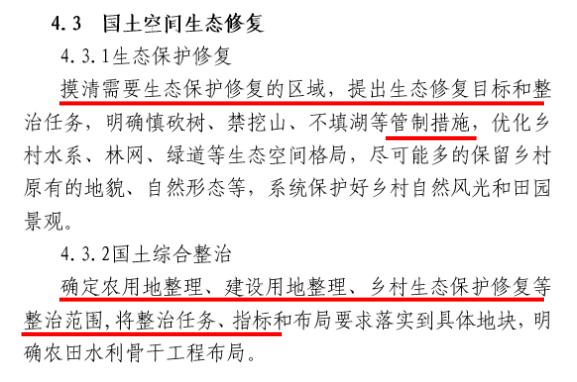 4.3 国土空间生态修复
4.3.1生态保护修复
摸清需要生态保护修复的区域，提出生态修复目标和整
治任务，明确慎砍树、禁挖山、不填湖等管制措施，优化乡
村水系、林网、绿道等生态空间格局，尽可能多的保留乡村
原有的地貌、自然形态等，系统保护好乡村自然风光和田园
景观。
4.3.2国土综合整治
确定农用地整理、建设用地整理、乡村生态保护修复等
整治范围,将整治任务、指标和布局要求落实到具体地块，明
确农田水利骨干工程布局。